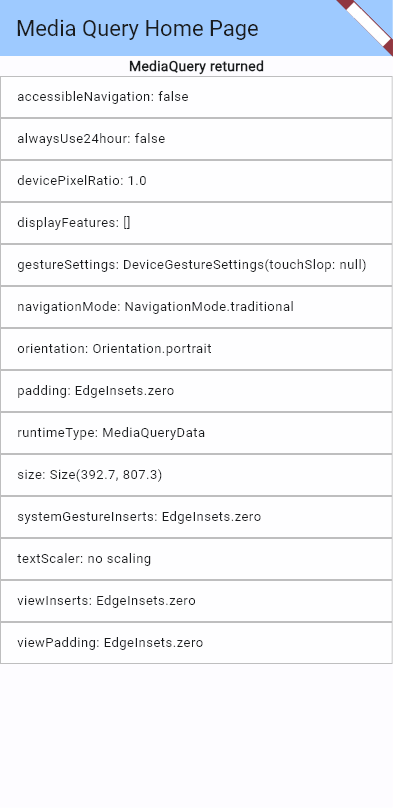 Media Query Home Page
MediaQuery returned
accessibleNavigation: false
alwaysUse24hour: false
devicePixelRatio: 1.0
displayFeatures: []
gestureSettings: DeviceGestureSettings(touchSlop: null)
navigationMode: NavigationMode.traditional
orientation: Orientation.portrait
padding: EdgeInsets.zero
runtimeType: MediaQueryData
size: Size(392.7, 807.3)
systemGestureInserts: EdgeInsets.zero
textScaler: no scaling
viewInserts: EdgeInsets.zero
viewPadding: EdgeInsets.zero